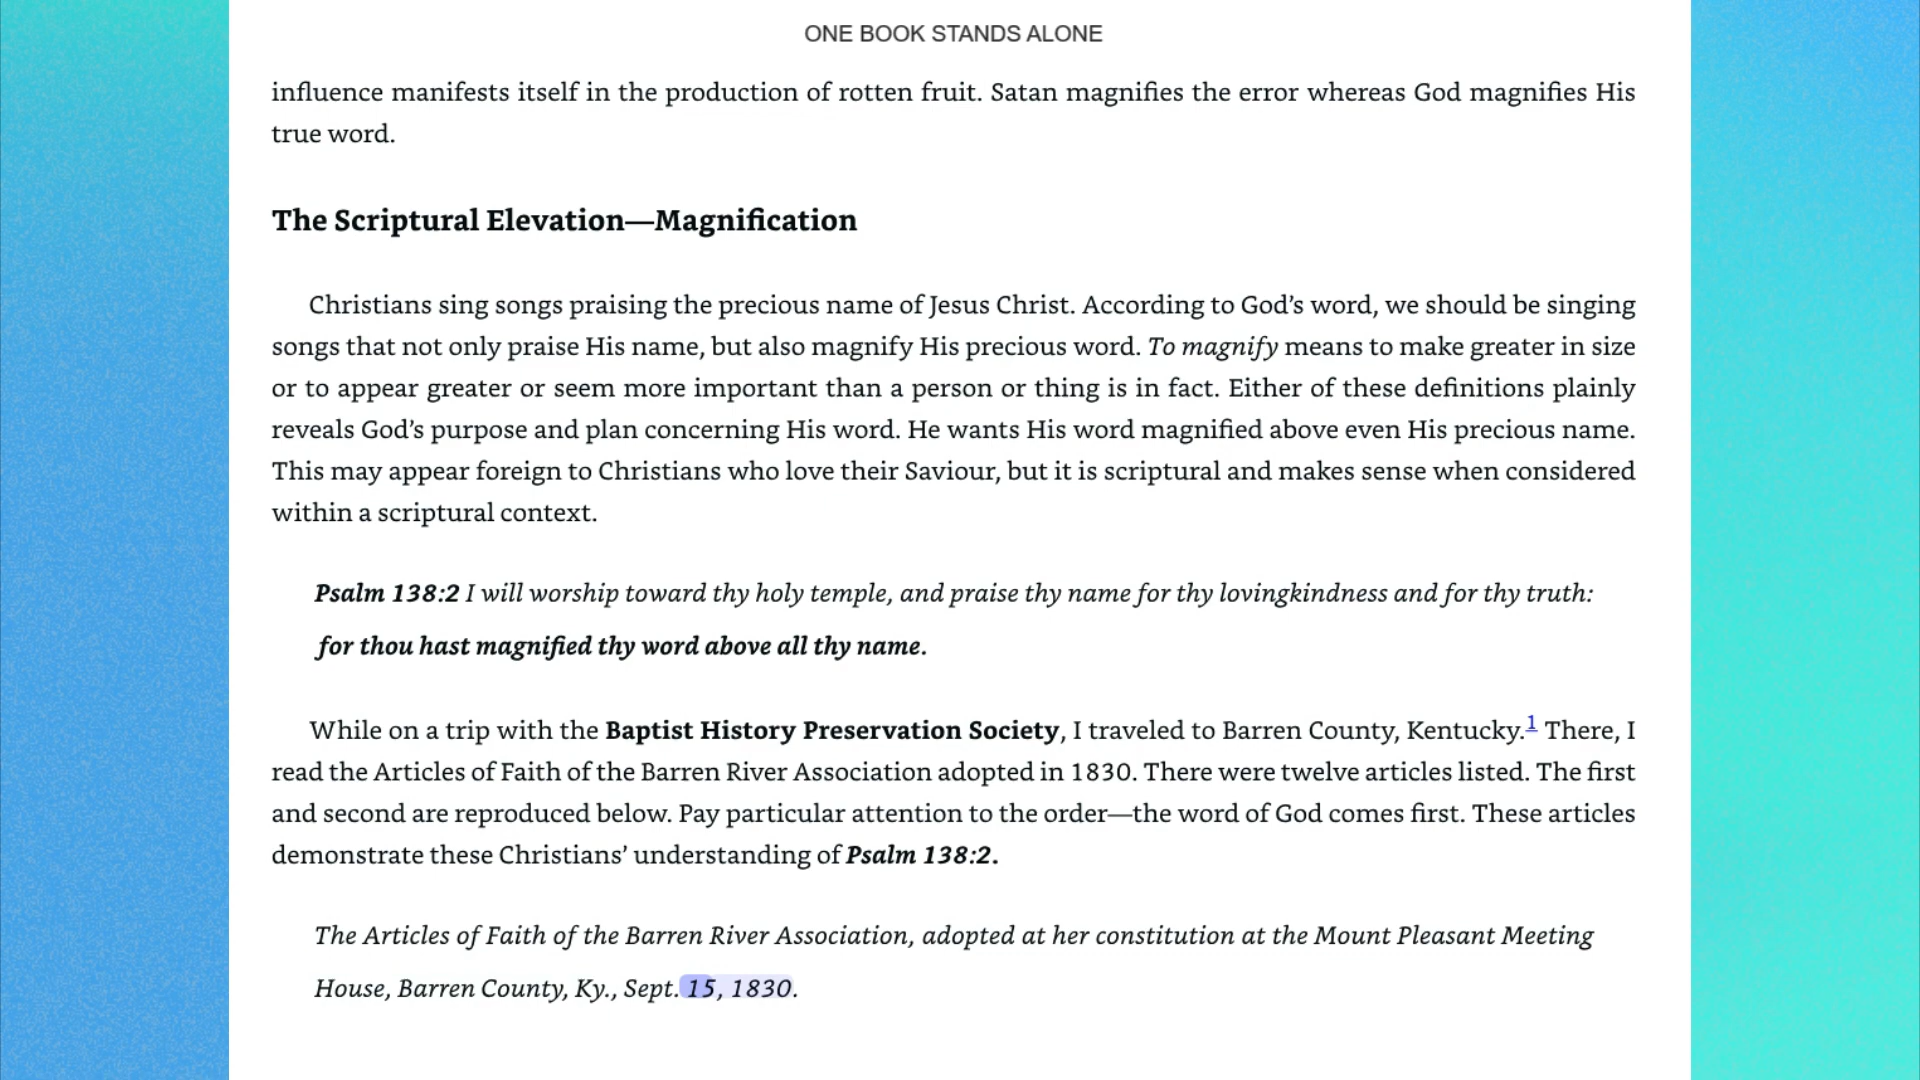 ONE BOOK STANDS ALONE
influence manifests itself in the production of rotten fruit. Satan magnifies the error whereas God magnifies His
true word.
The Scriptural Elevation—Magnification
Christians sing songs praising the precious name of Jesus Christ. According to God’s word, we should be singing
songs that not only praise His name, but also magnify His precious word. To magnify means to make greater in size
or to appear greater or seem more important than a person or thing is in fact. Either of these definitions plainly
reveals God’s purpose and plan concerning His word. He wants His word magnified above even His precious name.
This may appear foreign to Christians who love their Saviour, but it is scriptural and makes sense when considered
within a scriptural context.
Psalm 138:2 I will worship toward thy holy temple, and praise thy name for thy lovingkindness and for thy truth:
for thou hast magnified thy word above all thy name.
While on a trip with the Baptist History Preservation Society, I traveled to Barren County, Kentucky.1 There, I
read the Articles of Faith of the Barren River Association adopted in 1830. There were twelve articles listed. The first
and second are reproduced below. Pay particular attention to the order—the word of God comes first. These articles
demonstrate these Christians’ understanding of Psalm 138:2.
The Articles of Faith of the Barren River Association, adopted at her constitution at the Mount Pleasant Meeting
House, Barren County, Ky., Sept. 15, 1830.